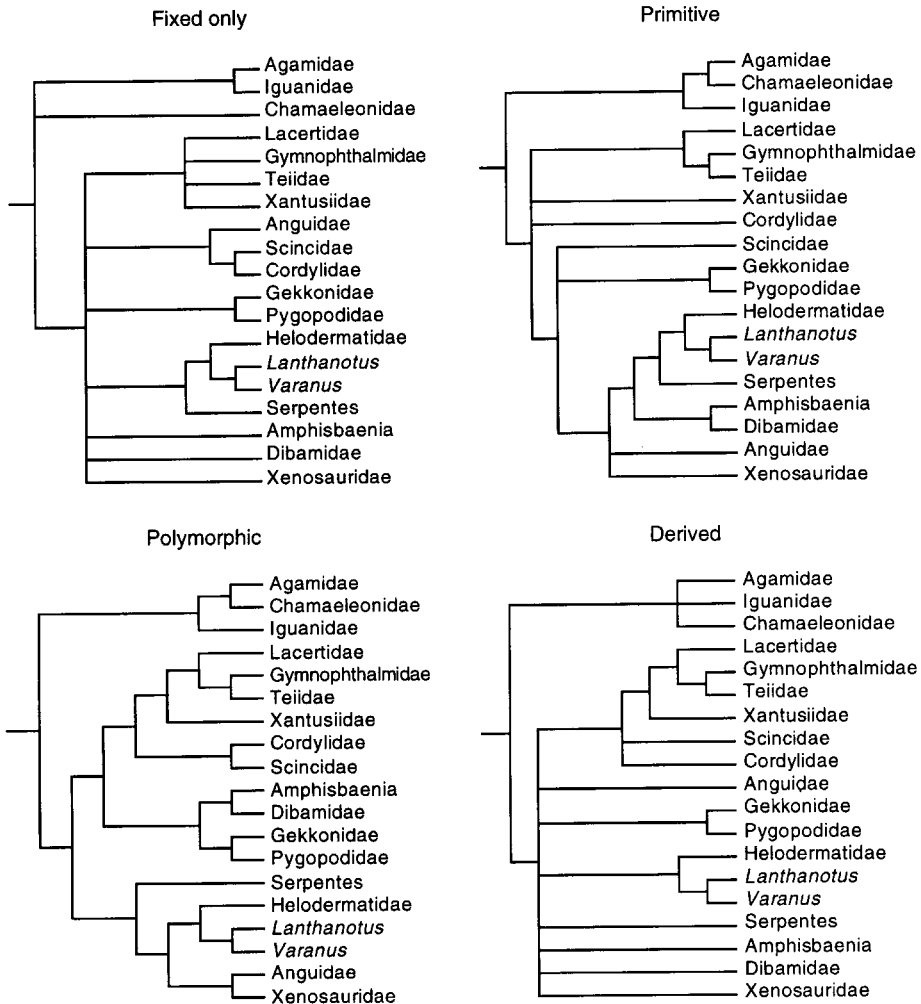 Fixed only
Agamidae
Iguanidae
Chamaeleonidae
Lacertidae
Gymnophthalmidae
Teiidae
Xantusiidae
Anguidae
Scincidae
Cordylidae
Gekkonidae
Pygopodidae
Helodermatidae
Lanthanotus
Varanus
Serpentes
Amphisbaenia
Dibamidae
Xenosauridae
Primitive
Agamidae
Chamaeleonidae
Iguanidae
Lacertidae
Gymnophthalmidae
Teiidae
Xantusiidae
Cordylidae
Scincidae
Gekkonidae
Pygopodidae
Helodermatidae
Lanthanotus
Varanus
Serpentes
Amphisbaenia
Dibamidae
Anguidae
Xenosauridae
Polymorphic
Agamidae
Chamaeleonidae
Iguanidae
Lacertidae
Gymnophthalmidae
Teiidae
Xantusiidae
Cordylidae
Scincidae
Amphisbaenia
Dibamidae
Gekkonidae
Pygopodidae
Serpentes
Helodermatidae
Lanthanotus
Varanus
Anguidae
Xenosauridae
Derived
Agamidae
Iguanidae
Chamaeleonidae
Lacertidae
Gymnophthalmidae
Teiidae
Xantusiidae
Scincidae
Cordylidae
Anguidae
Gekkonidae
Pygopodidae
Helodermatidae
Lanthanotus
Varanus
Serpentes
Amphisbaenia
Dibamidae
Xenosauridae